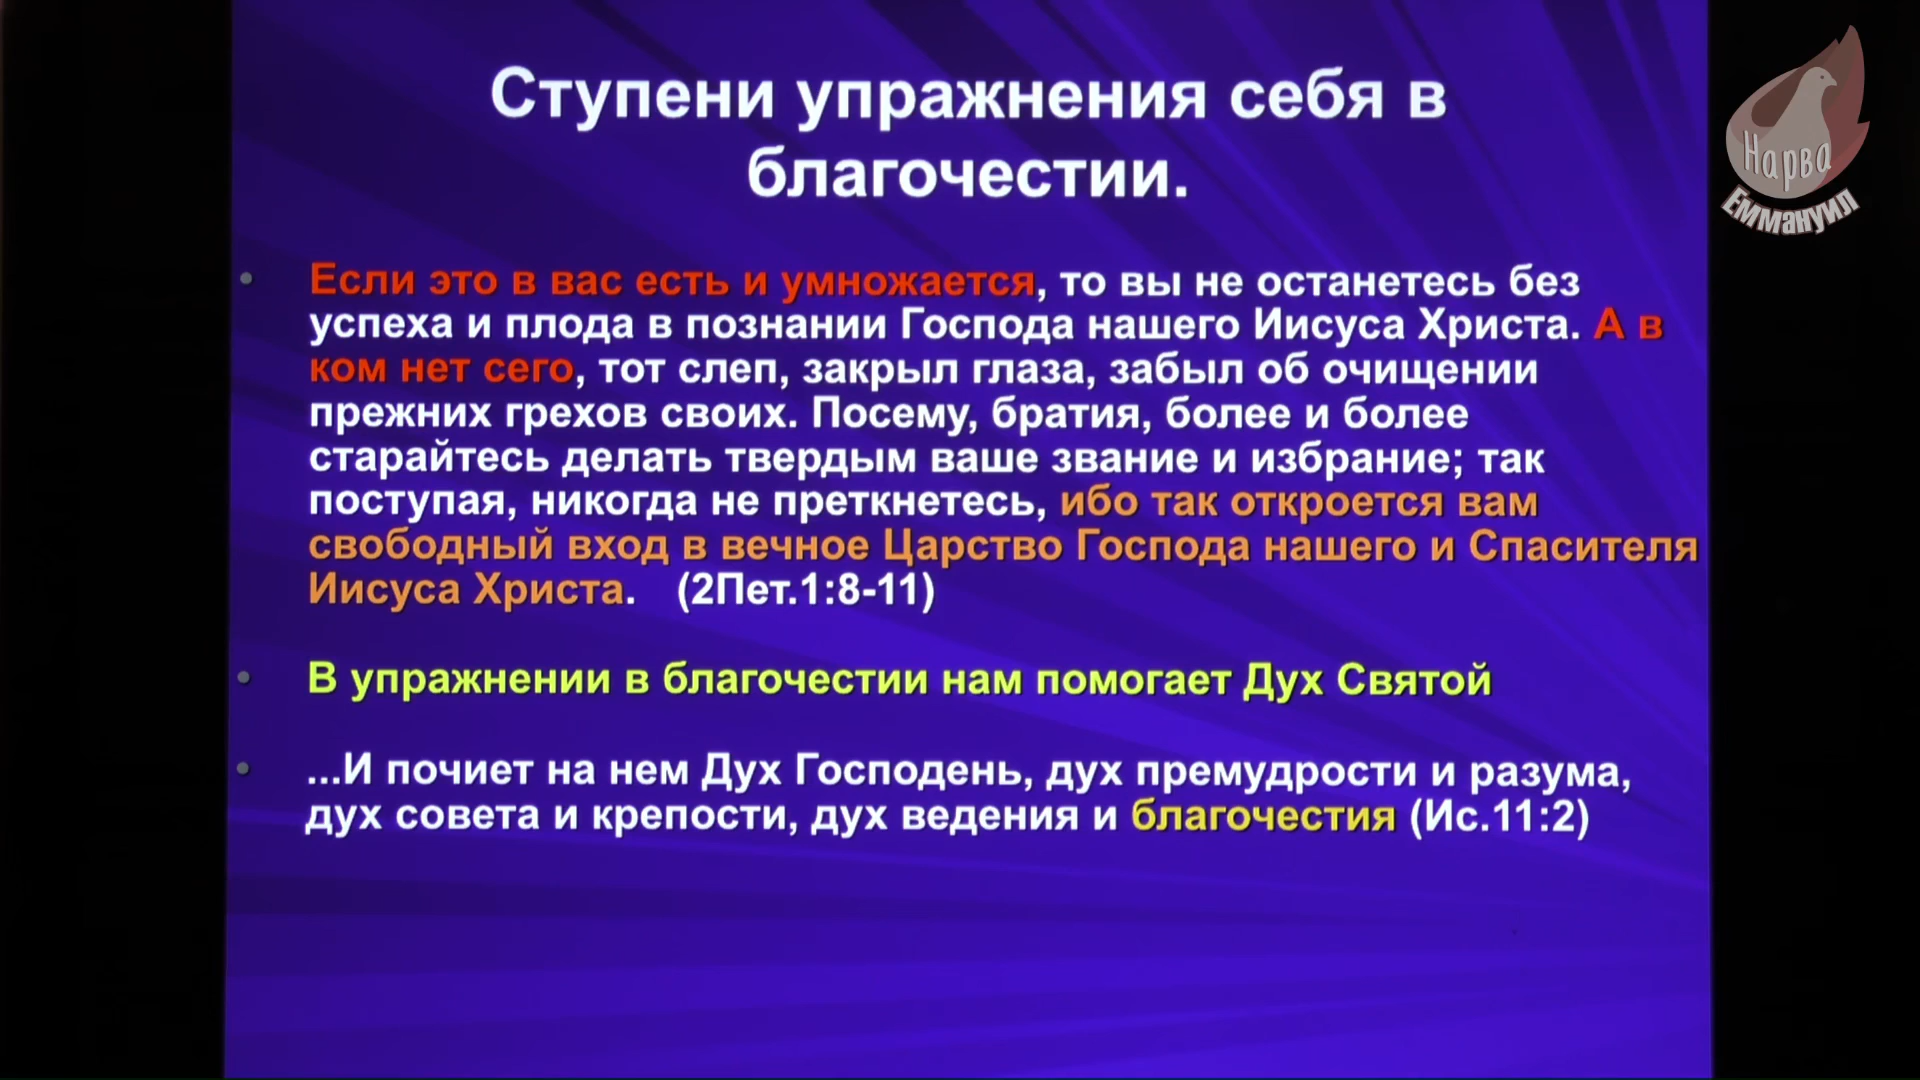 Ступени упражнения себя в
благочестии.
Нарва
Еммануил
• Если это в вас есть и умножается, то вы не останетесь без
успеха и плода в познании Господа нашего Иисуса Христа. А в
ком нет сего, тот слеп, закрыл глаза, забыл об очищении
прежних грехов своих. Посему, братия, более и более
старайтесь делать твердым ваше звание и избрание; так
поступая, никогда не преткнетесь, ибо так откроется вам
свободный вход в вечное Царство Господа нашего и Спасителя
Иисуса Христа. (2Пет.1:8-11)
• В упражнении в благочестии нам помогает Дух Святой
• ...И почиет на нем Дух Господень, дух премудрости и разума,
дух совета и крепости, дух ведения и благочестия (Ис.11:2)